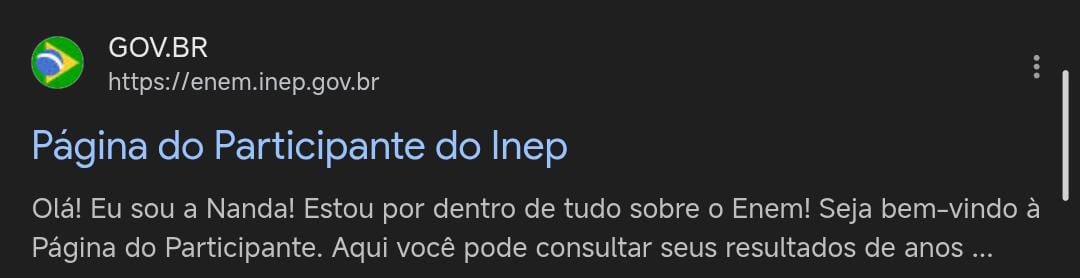 GOV.BR
https://enem.inep.gov.br
Página do Participante do Inep
Olá! Eu sou a Nanda! Estou por dentro de tudo sobre o Enem! Seja bem-vindo à
Página do Participante. Aqui você pode consultar seus resultados de anos ...